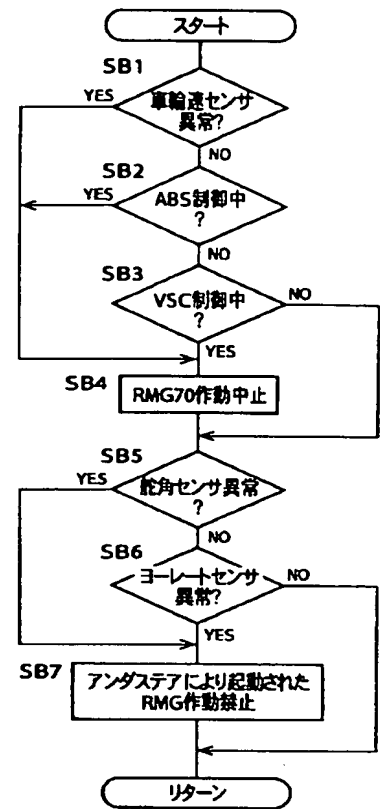 スタート
SB1
車輪速センサ
異常?
YES
NO
SB2
ABS制御中
?
YES
NO
SB3
VSC制御中
?
NO
YES
SB4
RMG70作動中止
SB5
舵角センサ異常
?
YES
NO
SB6
ヨーレートセンサ
異常?
NO
YES
SB7
アンダステアにより起動された
RMG作動禁止
リターン